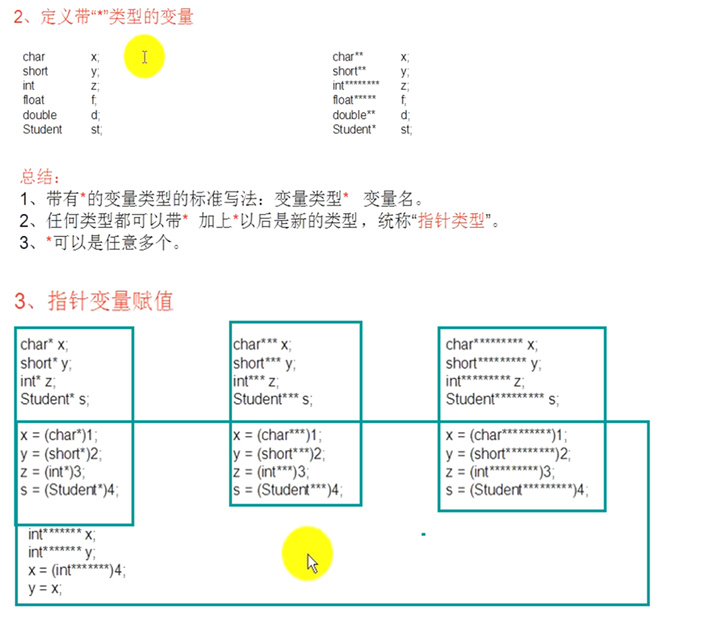 2、定义带“*”类型的变量
char x;
short y;
int z;
float f;
double d;
Student st;
char** x;
short** y;
int******** z;
float***** f;
double** d;
Student* st;
总结：
1、带有*的变量类型的标准写法：变量类型* 变量名。
2、任何类型都可以带* 加上*以后是新的类型，统称“指针类型”。
3、*可以是任意多个。
3、指针变量赋值
char* x;
short* y;
int* z;
Student* s;
x = (char*)1;
y = (short*)2;
z = (int*)3;
s = (Student*)4;
char*** x;
short*** y;
int*** z;
Student*** s;
x = (char***)1;
y = (short***)2;
z = (int***)3;
s = (Student***)4;
char********* x;
short********* y;
int********* z;
Student********* s;
x = (char*********)1;
y = (short*********)2;
z = (int*********)3;
s = (Student*********)4;
int******* x;
int******* y;
x = (int*******)4;
y = x;